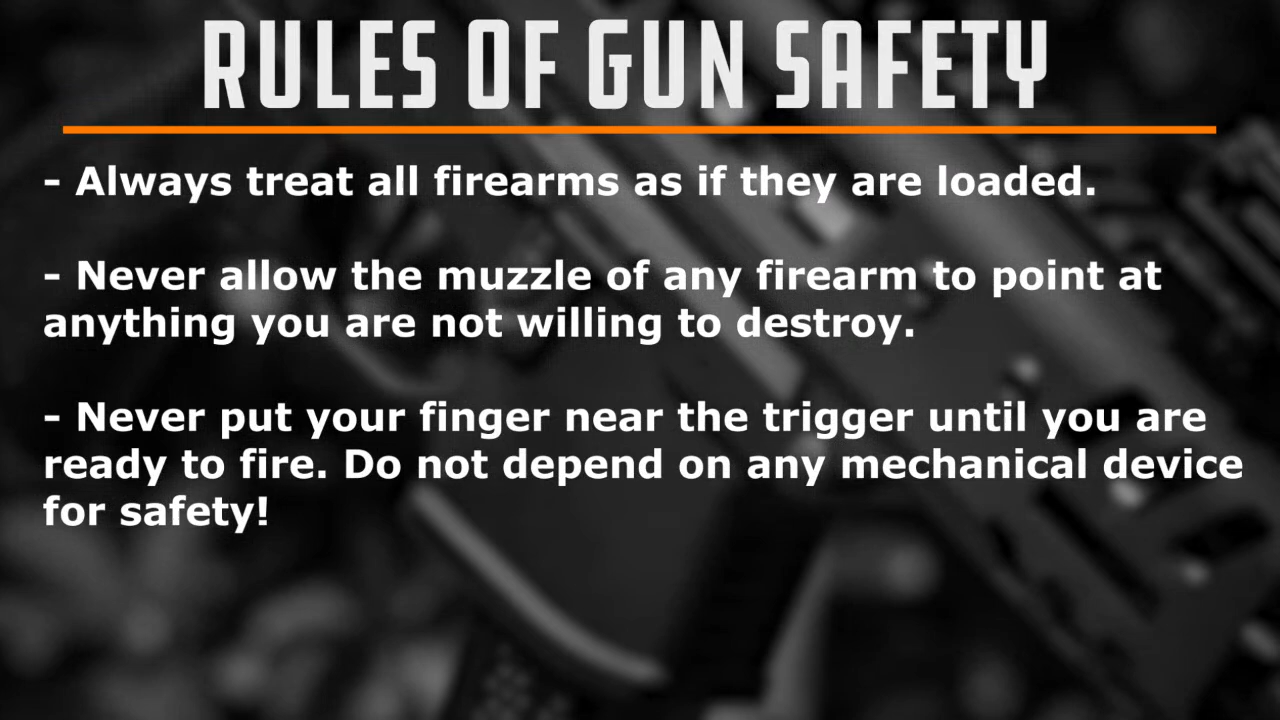 RULES OF GUN SAFETY
- Always treat all firearms as if they are loaded.
- Never allow the muzzle of any firearm to point at
anything you are not willing to destroy.
- Never put your finger near the trigger until you are
ready to fire. Do not depend on any mechanical device
for safety!